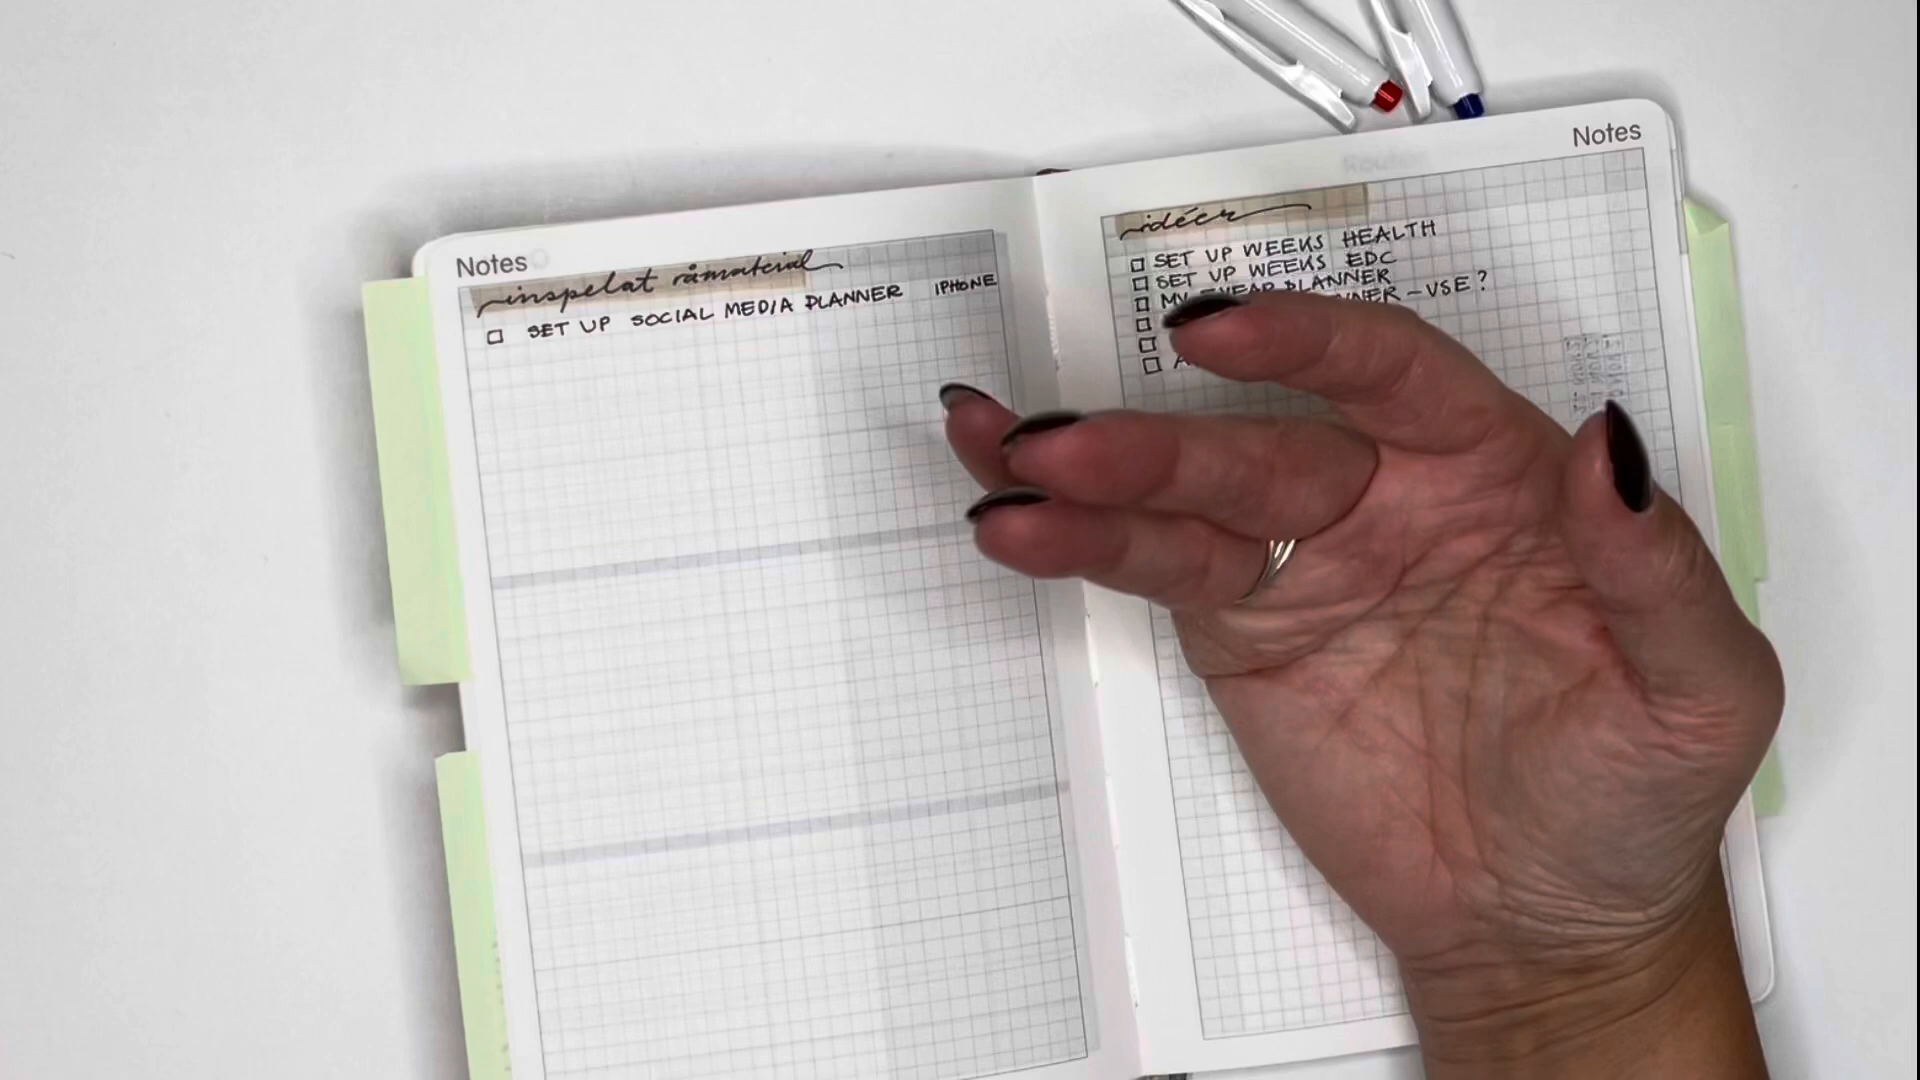 Notes
inspelat råmaterial
SET UP SOCIAL MEDIA PLANNER IPHONE
Notes
idéer
SET UP WEEKS HEALTH
SET UP WEEKS EDC
MY PLANNER
- VSE?